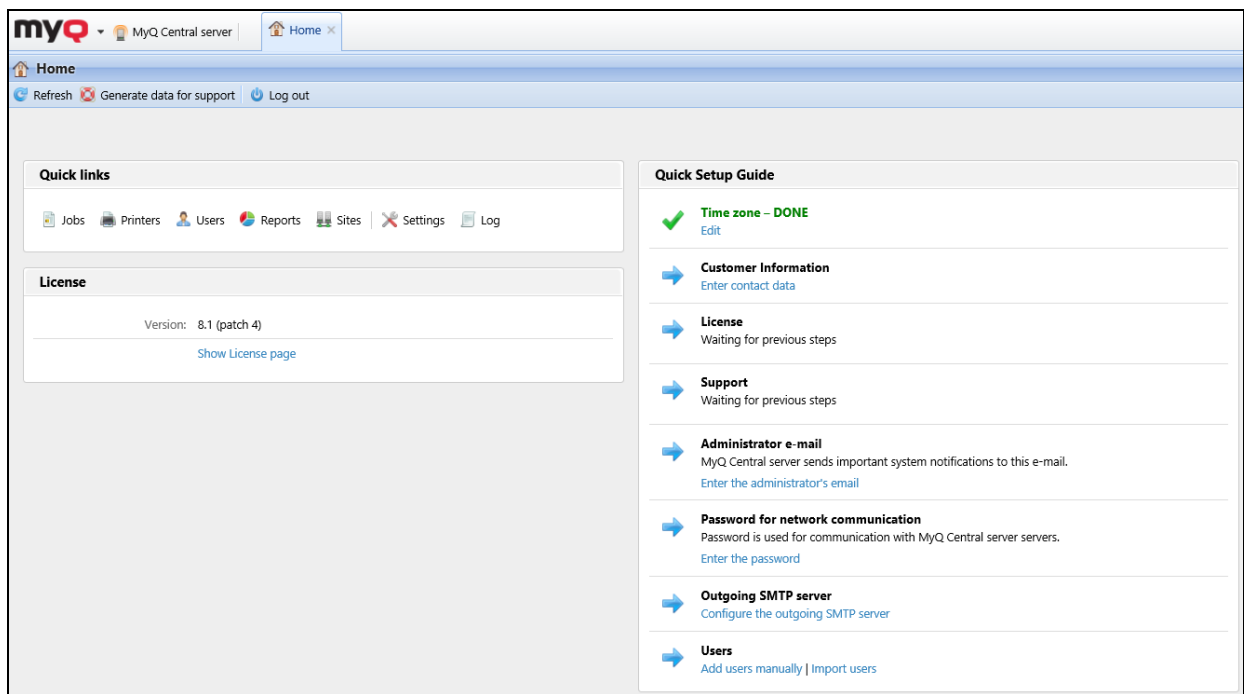 myQ MyQ Central server Home
Home
Refresh Generate data for support Log out
Quick links
Jobs Printers Users Reports Sites Settings Log
License
Version: 8.1 (patch 4)
Show License page
Quick Setup Guide
Time zone – DONE
Edit
Customer Information
Enter contact data
License
Waiting for previous steps
Support
Waiting for previous steps
Administrator e-mail
MyQ Central server sends important system notifications to this e-mail.
Enter the administrator's email
Password for network communication
Password is used for communication with MyQ Central server servers.
Enter the password
Outgoing SMTP server
Configure the outgoing SMTP server
Users
Add users manually | Import users